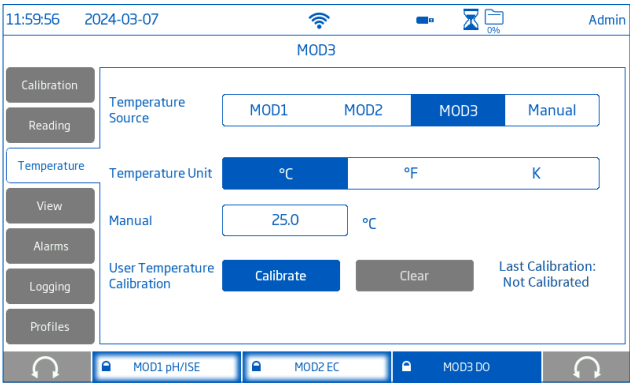 11:59:56 2024-03-07 0% Admin
MOD3
Calibration
Reading
Temperature
View
Alarms
Logging
Profiles
Temperature
Source
MOD1 MOD2 MOD3 Manual
Temperature Unit °C °F K
Manual 25.0 °C
User Temperature
Calibration
Calibrate Clear
Last Calibration:
Not Calibrated
MOD1 pH/ISE MOD2 EC MOD3 DO